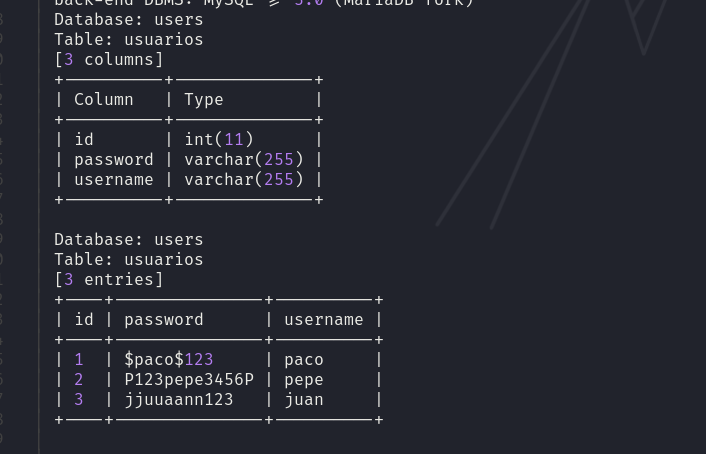 back-end DBMS: MySQL >= 5.0 (MariaDB fork)
Database: users
Table: usuarios
[3 columns]
+----------+--------------+
| Column   | Type         |
+----------+--------------+
| id       | int(11)      |
| password | varchar(255) |
| username | varchar(255) |
+----------+--------------+
Database: users
Table: usuarios
[3 entries]
+----+---------------+----------+
| id | password      | username |
+----+---------------+----------+
| 1  | $paco$123     | paco     |
| 2  | P123pepe3456P | pepe     |
| 3  | jjuuaann123   | juan     |
+----+---------------+----------+